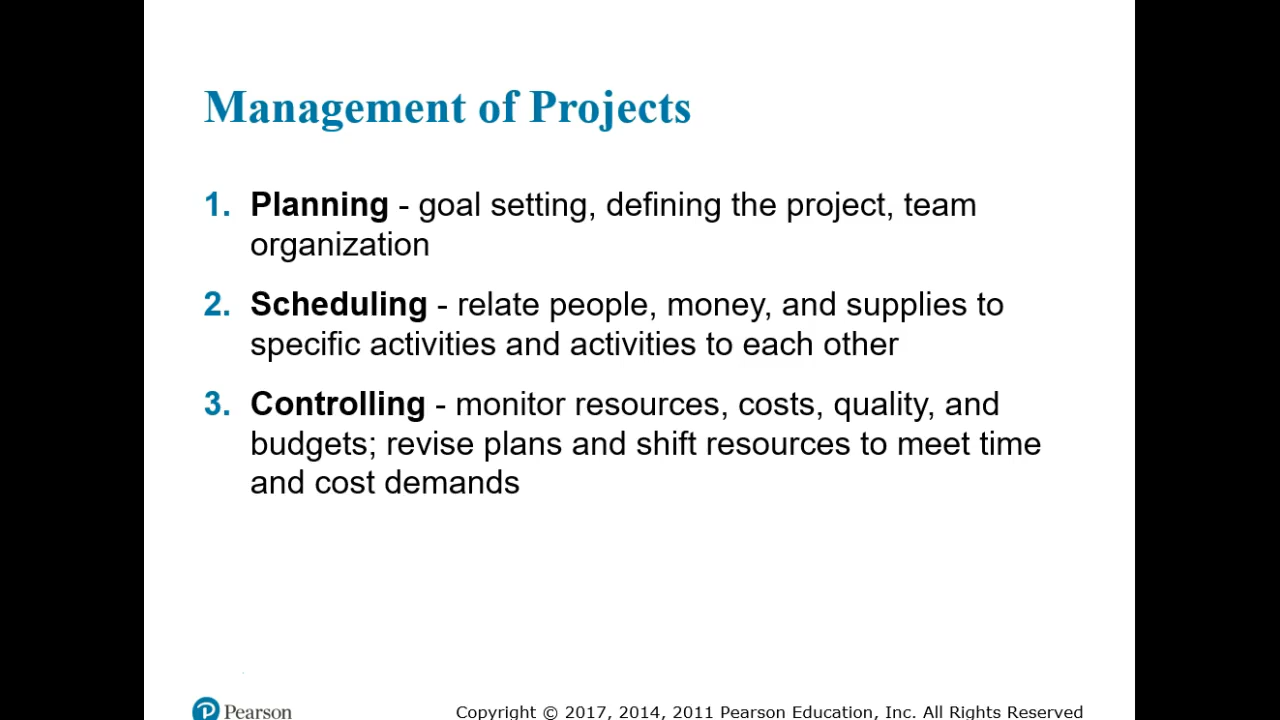 Management of Projects
1. Planning - goal setting, defining the project, team
organization
2. Scheduling - relate people, money, and supplies to
specific activities and activities to each other
3. Controlling - monitor resources, costs, quality, and
budgets; revise plans and shift resources to meet time
and cost demands
P Pearson
Copyright © 2017, 2014, 2011 Pearson Education, Inc. All Rights Reserved